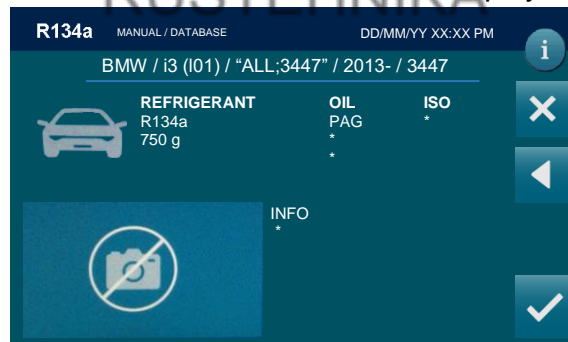 R134a MANUAL / DATABASE DD/MM/YY XX:XX PM
BMW / i3 (I01) / “ALL;3447” / 2013- / 3447
REFRIGERANT OIL ISO
R134a PAG *
750 g *
*
INFO
*
i